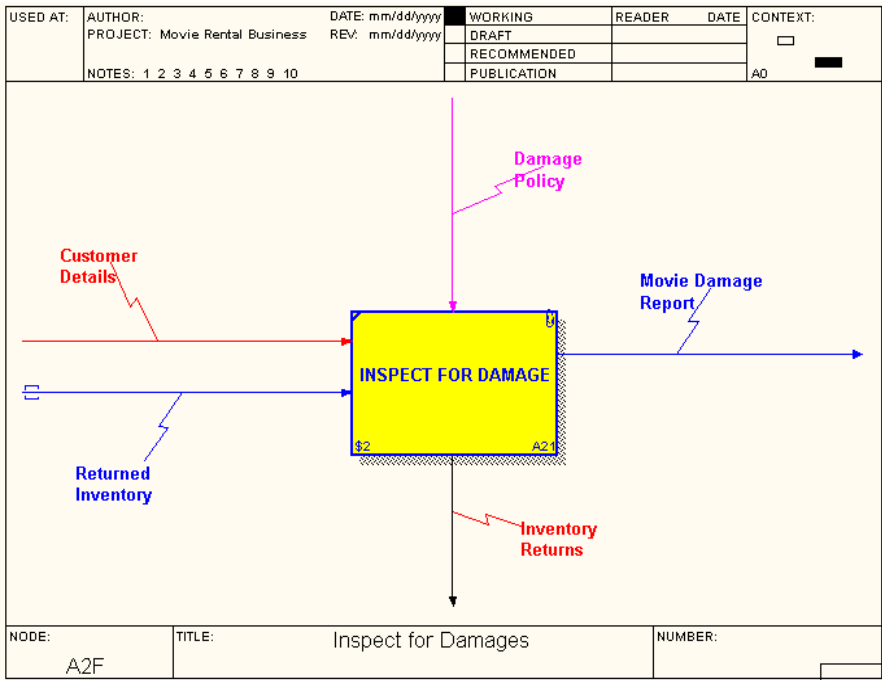 USED AT:
AUTHOR:
DATE: mm/dd/yyyy
WORKING
READER
DATE
CONTEXT:
PROJECT: Movie Rental Business
REV: mm/dd/yyyy
DRAFT
RECOMMENDED
NOTES: 1 2 3 4 5 6 7 8 9 10
PUBLICATION
A0
Damage
Policy
Customer
Details
Movie Damage
Report
INSPECT FOR DAMAGE
$2
A21
Returned
Inventory
Inventory
Returns
NODE:
TITLE:
Inspect for Damages
NUMBER:
A2F